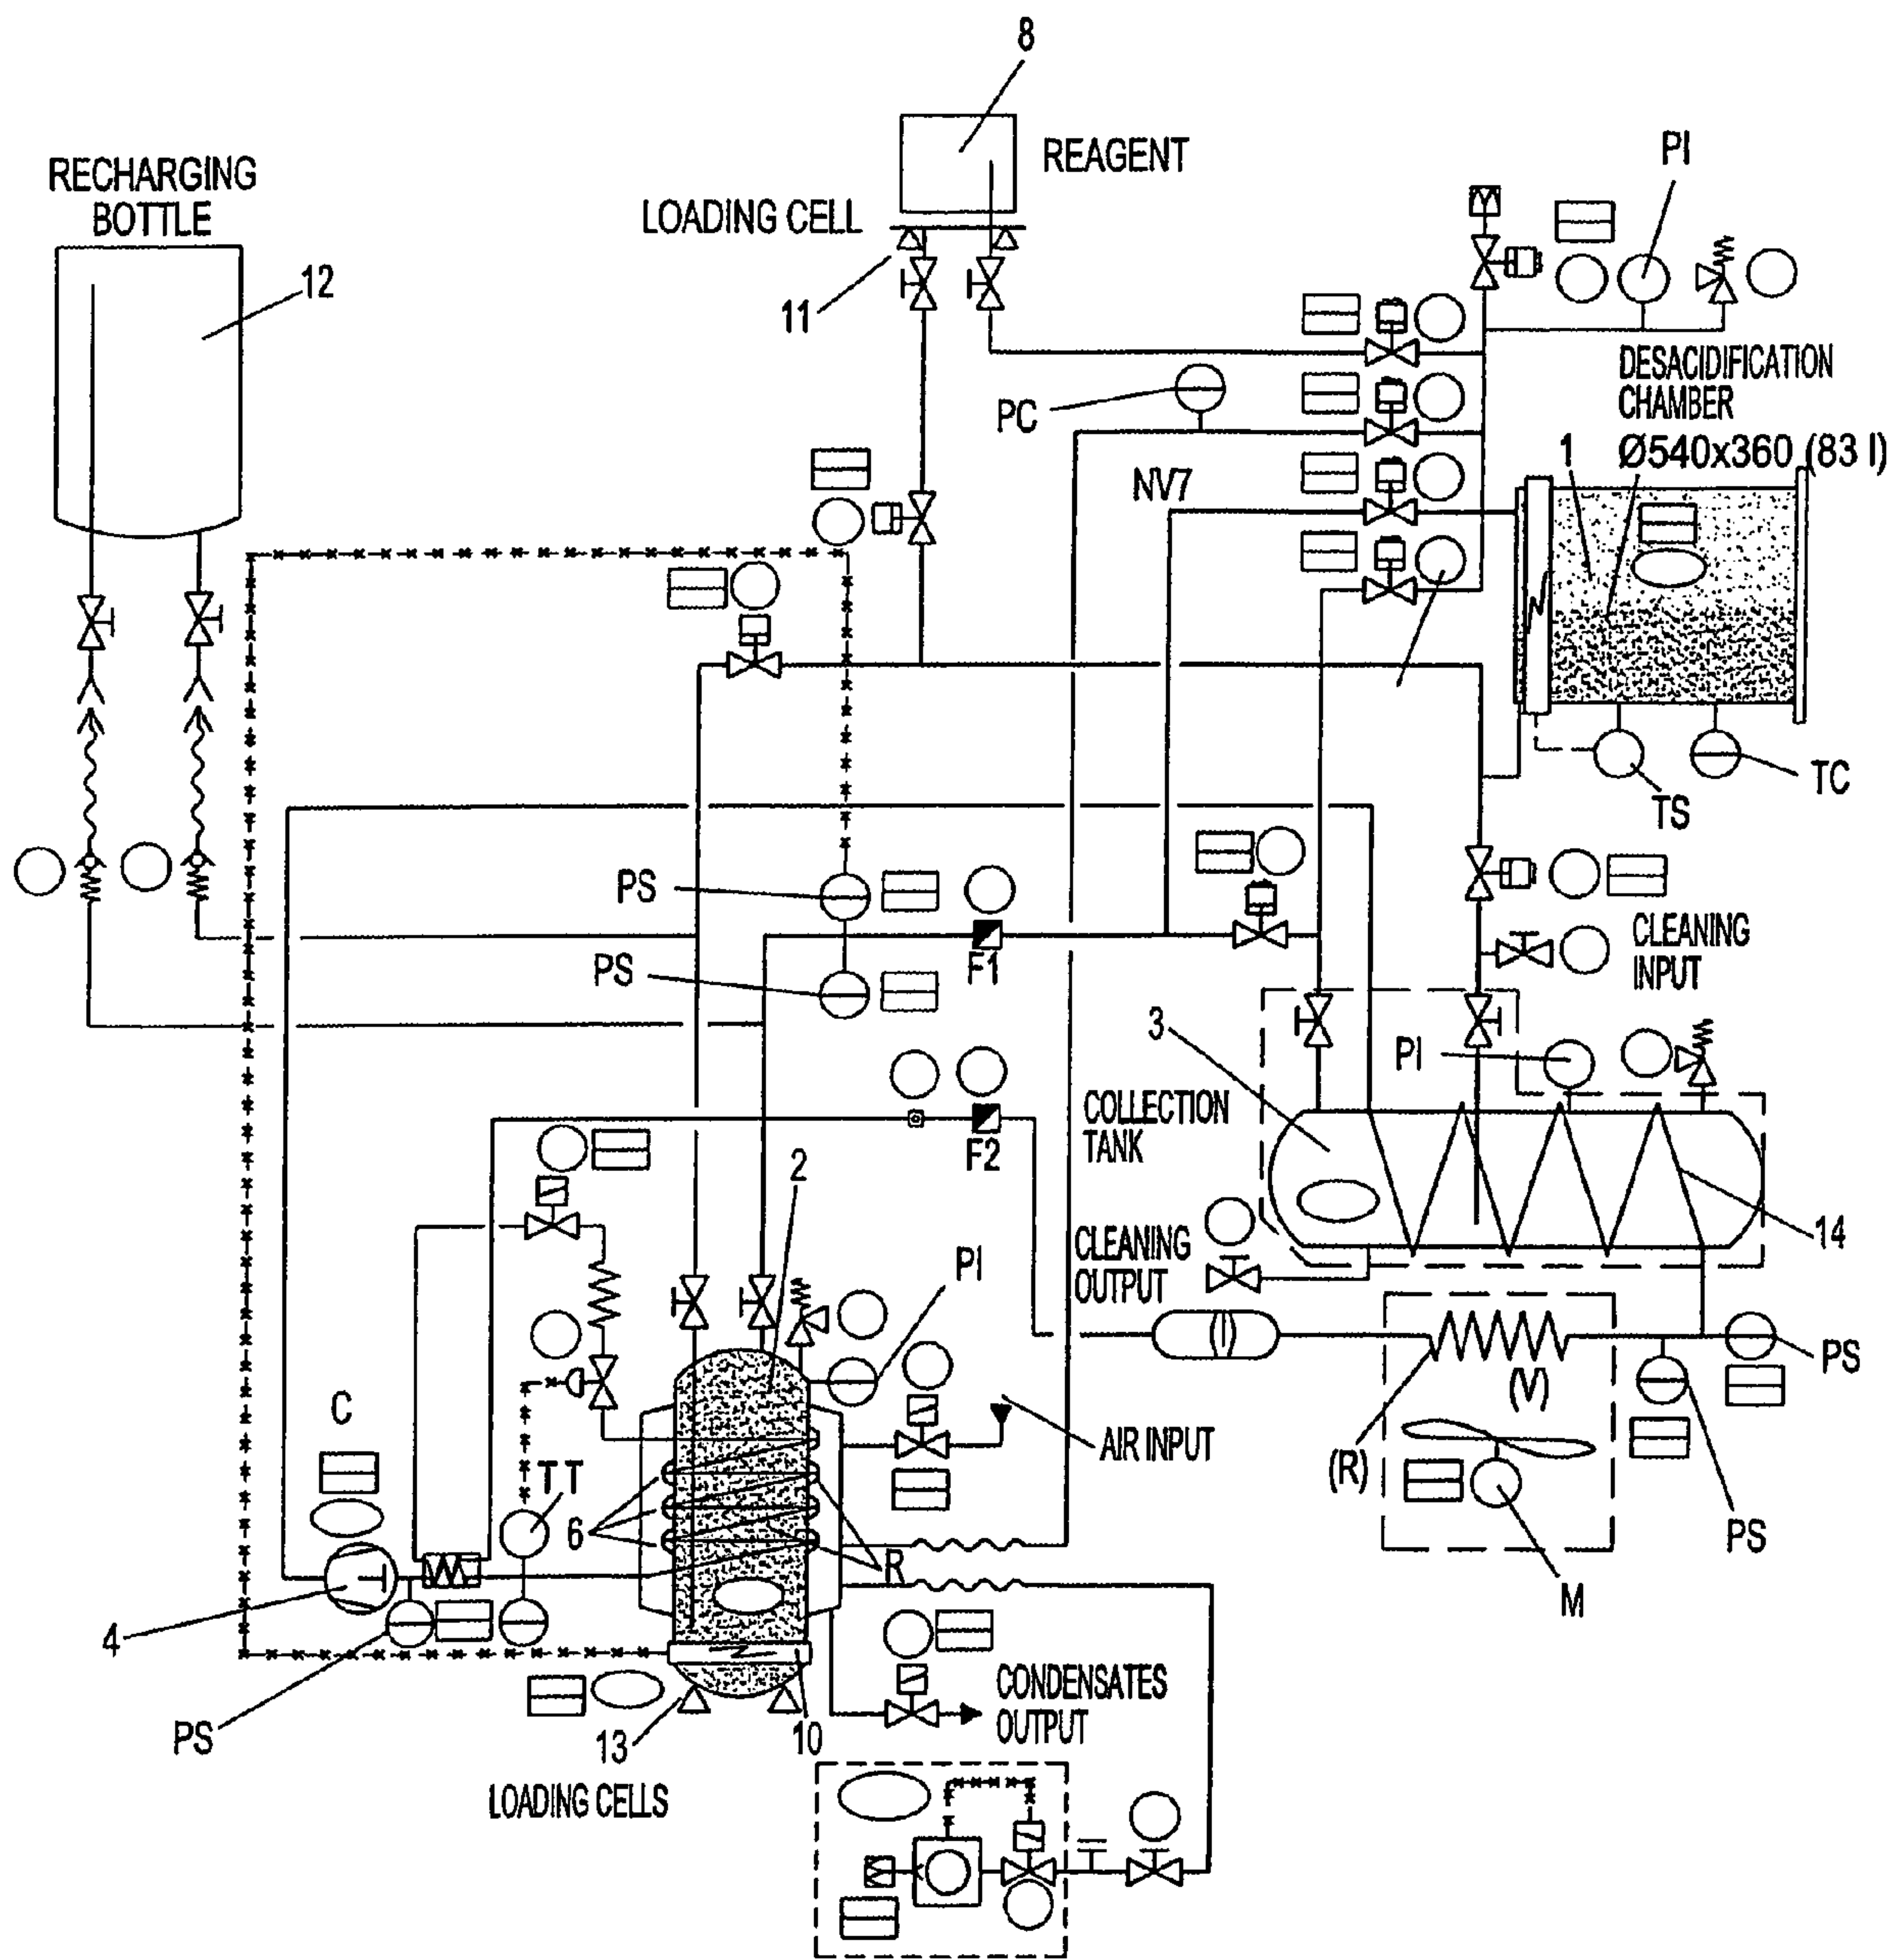 8
REAGENT
PI
RECHARGING
BOTTLE
LOADING CELL
12
11
DESACIDIFICATION
CHAMBER
PC
1
Ø540x360 (83 l)
NV7
TC
TS
PS
F1
CLEANING
INPUT
PS
3
PI
COLLECTION
TANK
F2
2
14
CLEANING
OUTPUT
PI
PS
(V)
C
AIR INPUT
(R)
TT
6
R
PS
M
4
CONDENSATES
OUTPUT
PS
13
10
LOADING CELLS